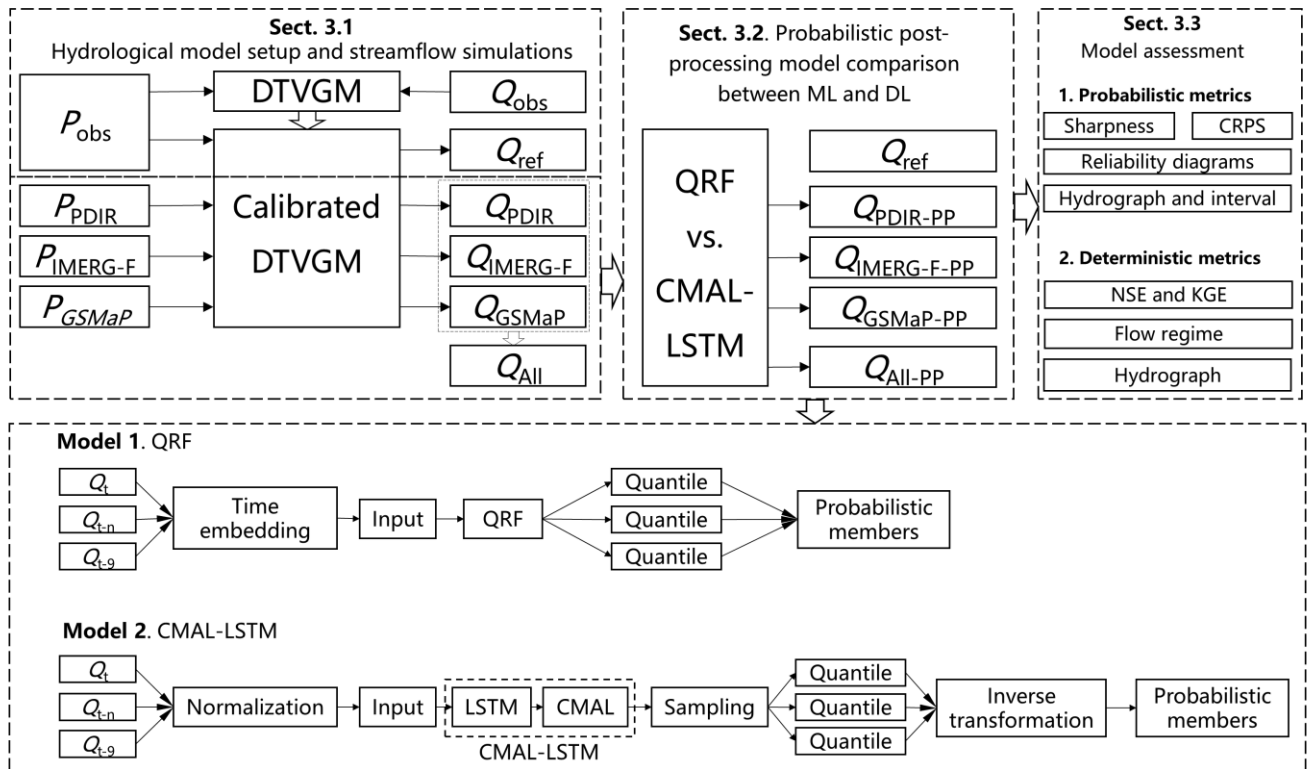 Sect. 3.1
Hydrological model setup and streamflow simulations
P_obs
DTVGM
Q_obs
Calibrated
DTVGM
Q_ref
P_PDIR
Q_PDIR
P_IMERG-F
Q_IMERG-F
P_GSMaP
Q_GSMaP
Q_All
Sect. 3.2. Probabilistic post-
processing model comparison
between ML and DL
QRF
vs.
CMAL-
LSTM
Q_ref
Q_PDIR-PP
Q_IMERG-F-PP
Q_GSMaP-PP
Q_All-PP
Sect. 3.3
Model assessment
1. Probabilistic metrics
Sharpness
CRPS
Reliability diagrams
Hydrograph and interval
2. Deterministic metrics
NSE and KGE
Flow regime
Hydrograph
Model 1. QRF
Q_t
Q_t-n
Q_t-9
Time
embedding
Input
QRF
Quantile
Quantile
Quantile
Probabilistic
members
Model 2. CMAL-LSTM
Q_t
Q_t-n
Q_t-9
Normalization
Input
LSTM
CMAL
CMAL-LSTM
Sampling
Quantile
Quantile
Quantile
Inverse
transformation
Probabilistic
members